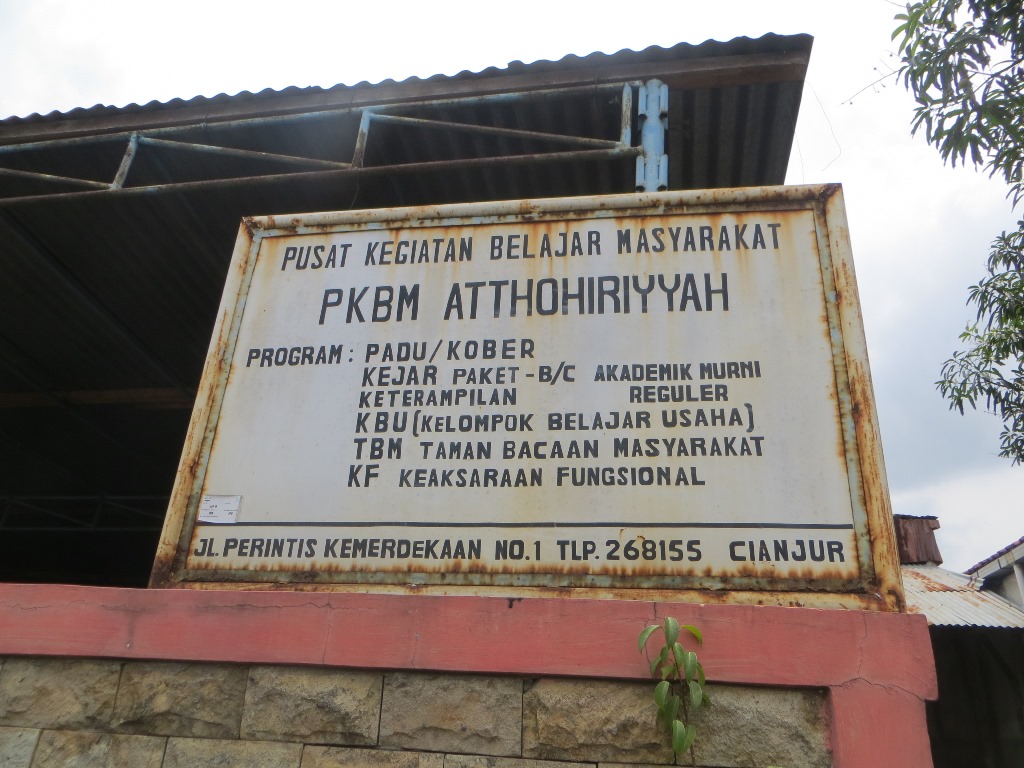 PUSAT KEGIATAN BELAJAR MASYARAKAT
PKBM ATTHOHIRIYYAH
PROGRAM : PADU/KOBER
KEJAR PAKET - B/C AKADEMIK MURNI
KETERAMPILAN REGULER
KBU (KELOMPOK BELAJAR USAHA)
TBM TAMAN BACAAN MASYARAKAT
KF KEAKSARAAN FUNGSIONAL
JL. PERINTIS KEMERDEKAAN NO.1 TLP. 268155 CIANJUR